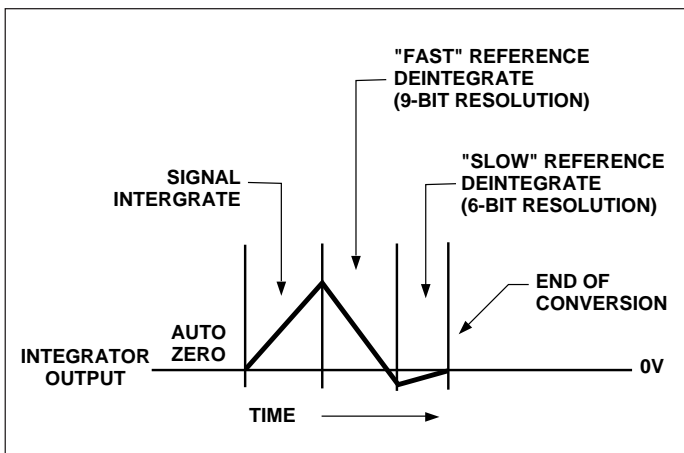 "FAST" REFERENCE
DEINTEGRATE
(9-BIT RESOLUTION)
SIGNAL
INTERGRATE
"SLOW" REFERENCE
DEINTEGRATE
(6-BIT RESOLUTION)
END OF
CONVERSION
AUTO
ZERO
INTEGRATOR
OUTPUT
0V
TIME